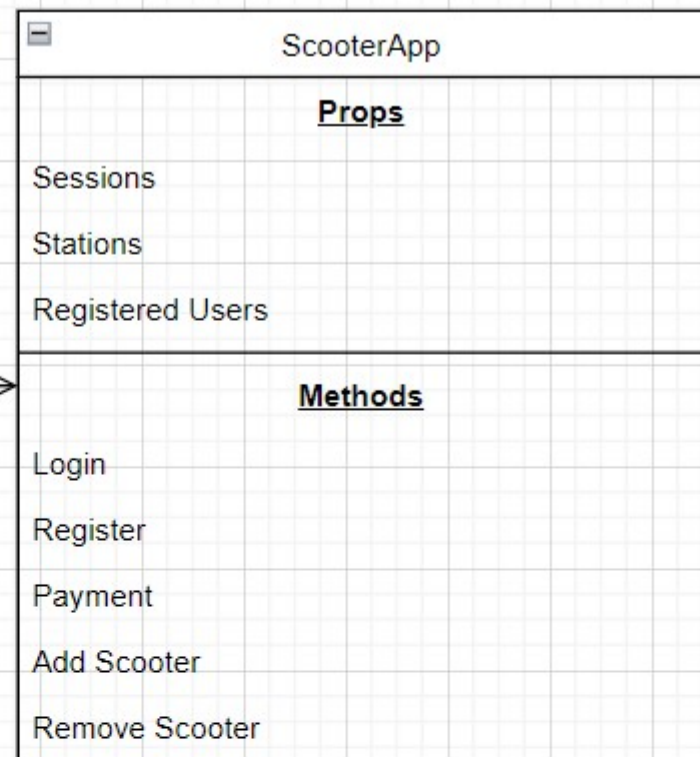 ScooterApp
Props
Sessions
Stations
Registered Users
Methods
Login
Register
Payment
Add Scooter
Remove Scooter